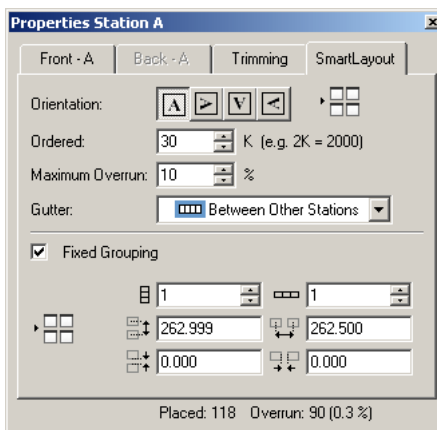 Properties Station A
Front - A Back - A Trimming SmartLayout
Orientation: A A A A
Ordered: 30 K (e.g. 2K = 2000)
Maximum Overrun: 10 %
Gutter: Between Other Stations
Fixed Grouping
1 1
262.999 262.500
0.000 0.000
Placed: 118 Overrun: 90 (0.3 %)